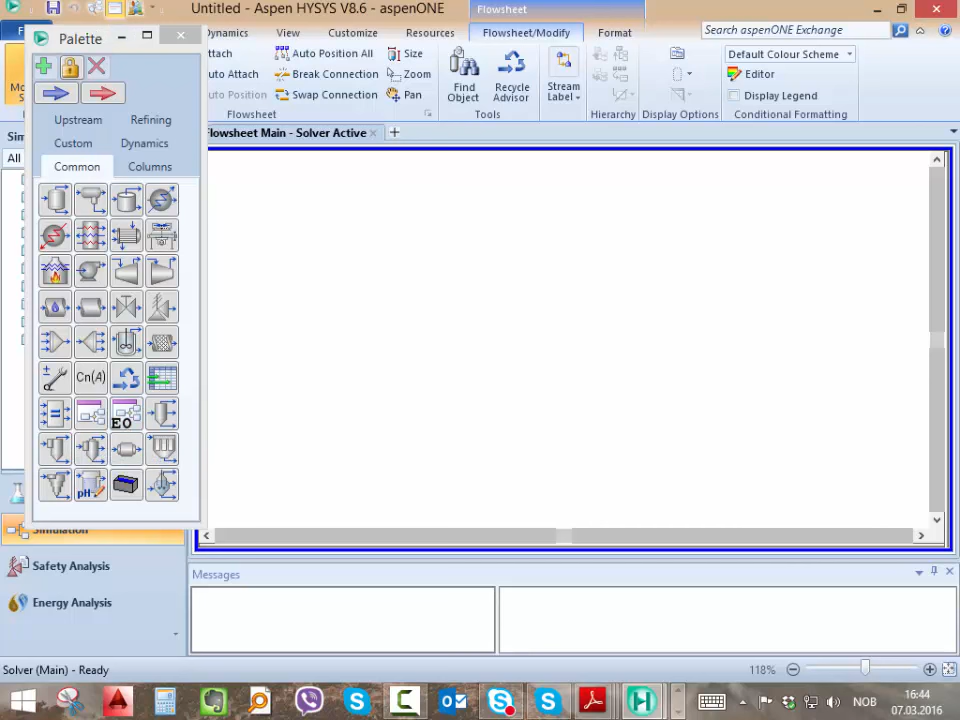 Untitled - Aspen HYSYS V8.6 - aspenONE
Flowsheet
Palette
Dynamics
View
Customize
Resources
Flowsheet/Modify
Format
Search aspenONE Exchange
Auto Position All
Size
Auto Attach
Break Connection
Zoom
Auto Position
Swap Connection
Pan
Flowsheet
Find
Object
Recycle
Advisor
Tools
Stream
Label
Hierarchy
Display Options
Default Colour Scheme
Editor
Display Legend
Conditional Formatting
Flowsheet Main - Solver Active
All
Upstream
Refining
Custom
Dynamics
Common
Columns
Cn(A)
EO
pH
Simulation
Safety Analysis
Energy Analysis
Messages
Solver (Main) - Ready
118%
NOB
16:44
07.03.2016